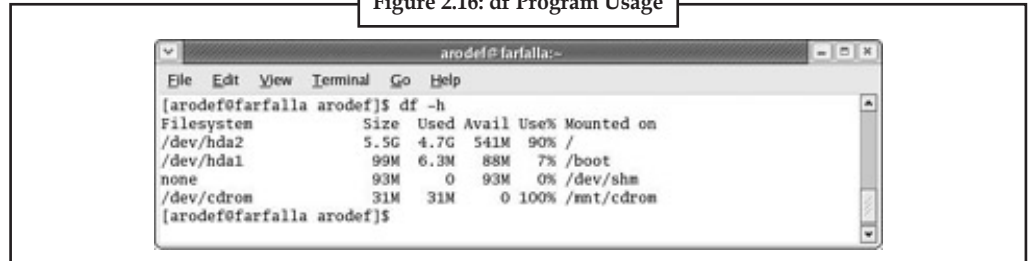 Figure 2.16: df Program Usage
arodef@farfalla:~
File Edit View Terminal Go Help
[arodef@farfalla arodef]$ df -h
Filesystem Size Used Avail Use% Mounted on
/dev/hda2 5.5G 4.7G 541M 90% /
/dev/hda1 99M 6.3M 88M 7% /boot
none 93M 0 93M 0% /dev/shm
/dev/cdrom 31M 31M 0 100% /mnt/cdrom
[arodef@farfalla arodef]$